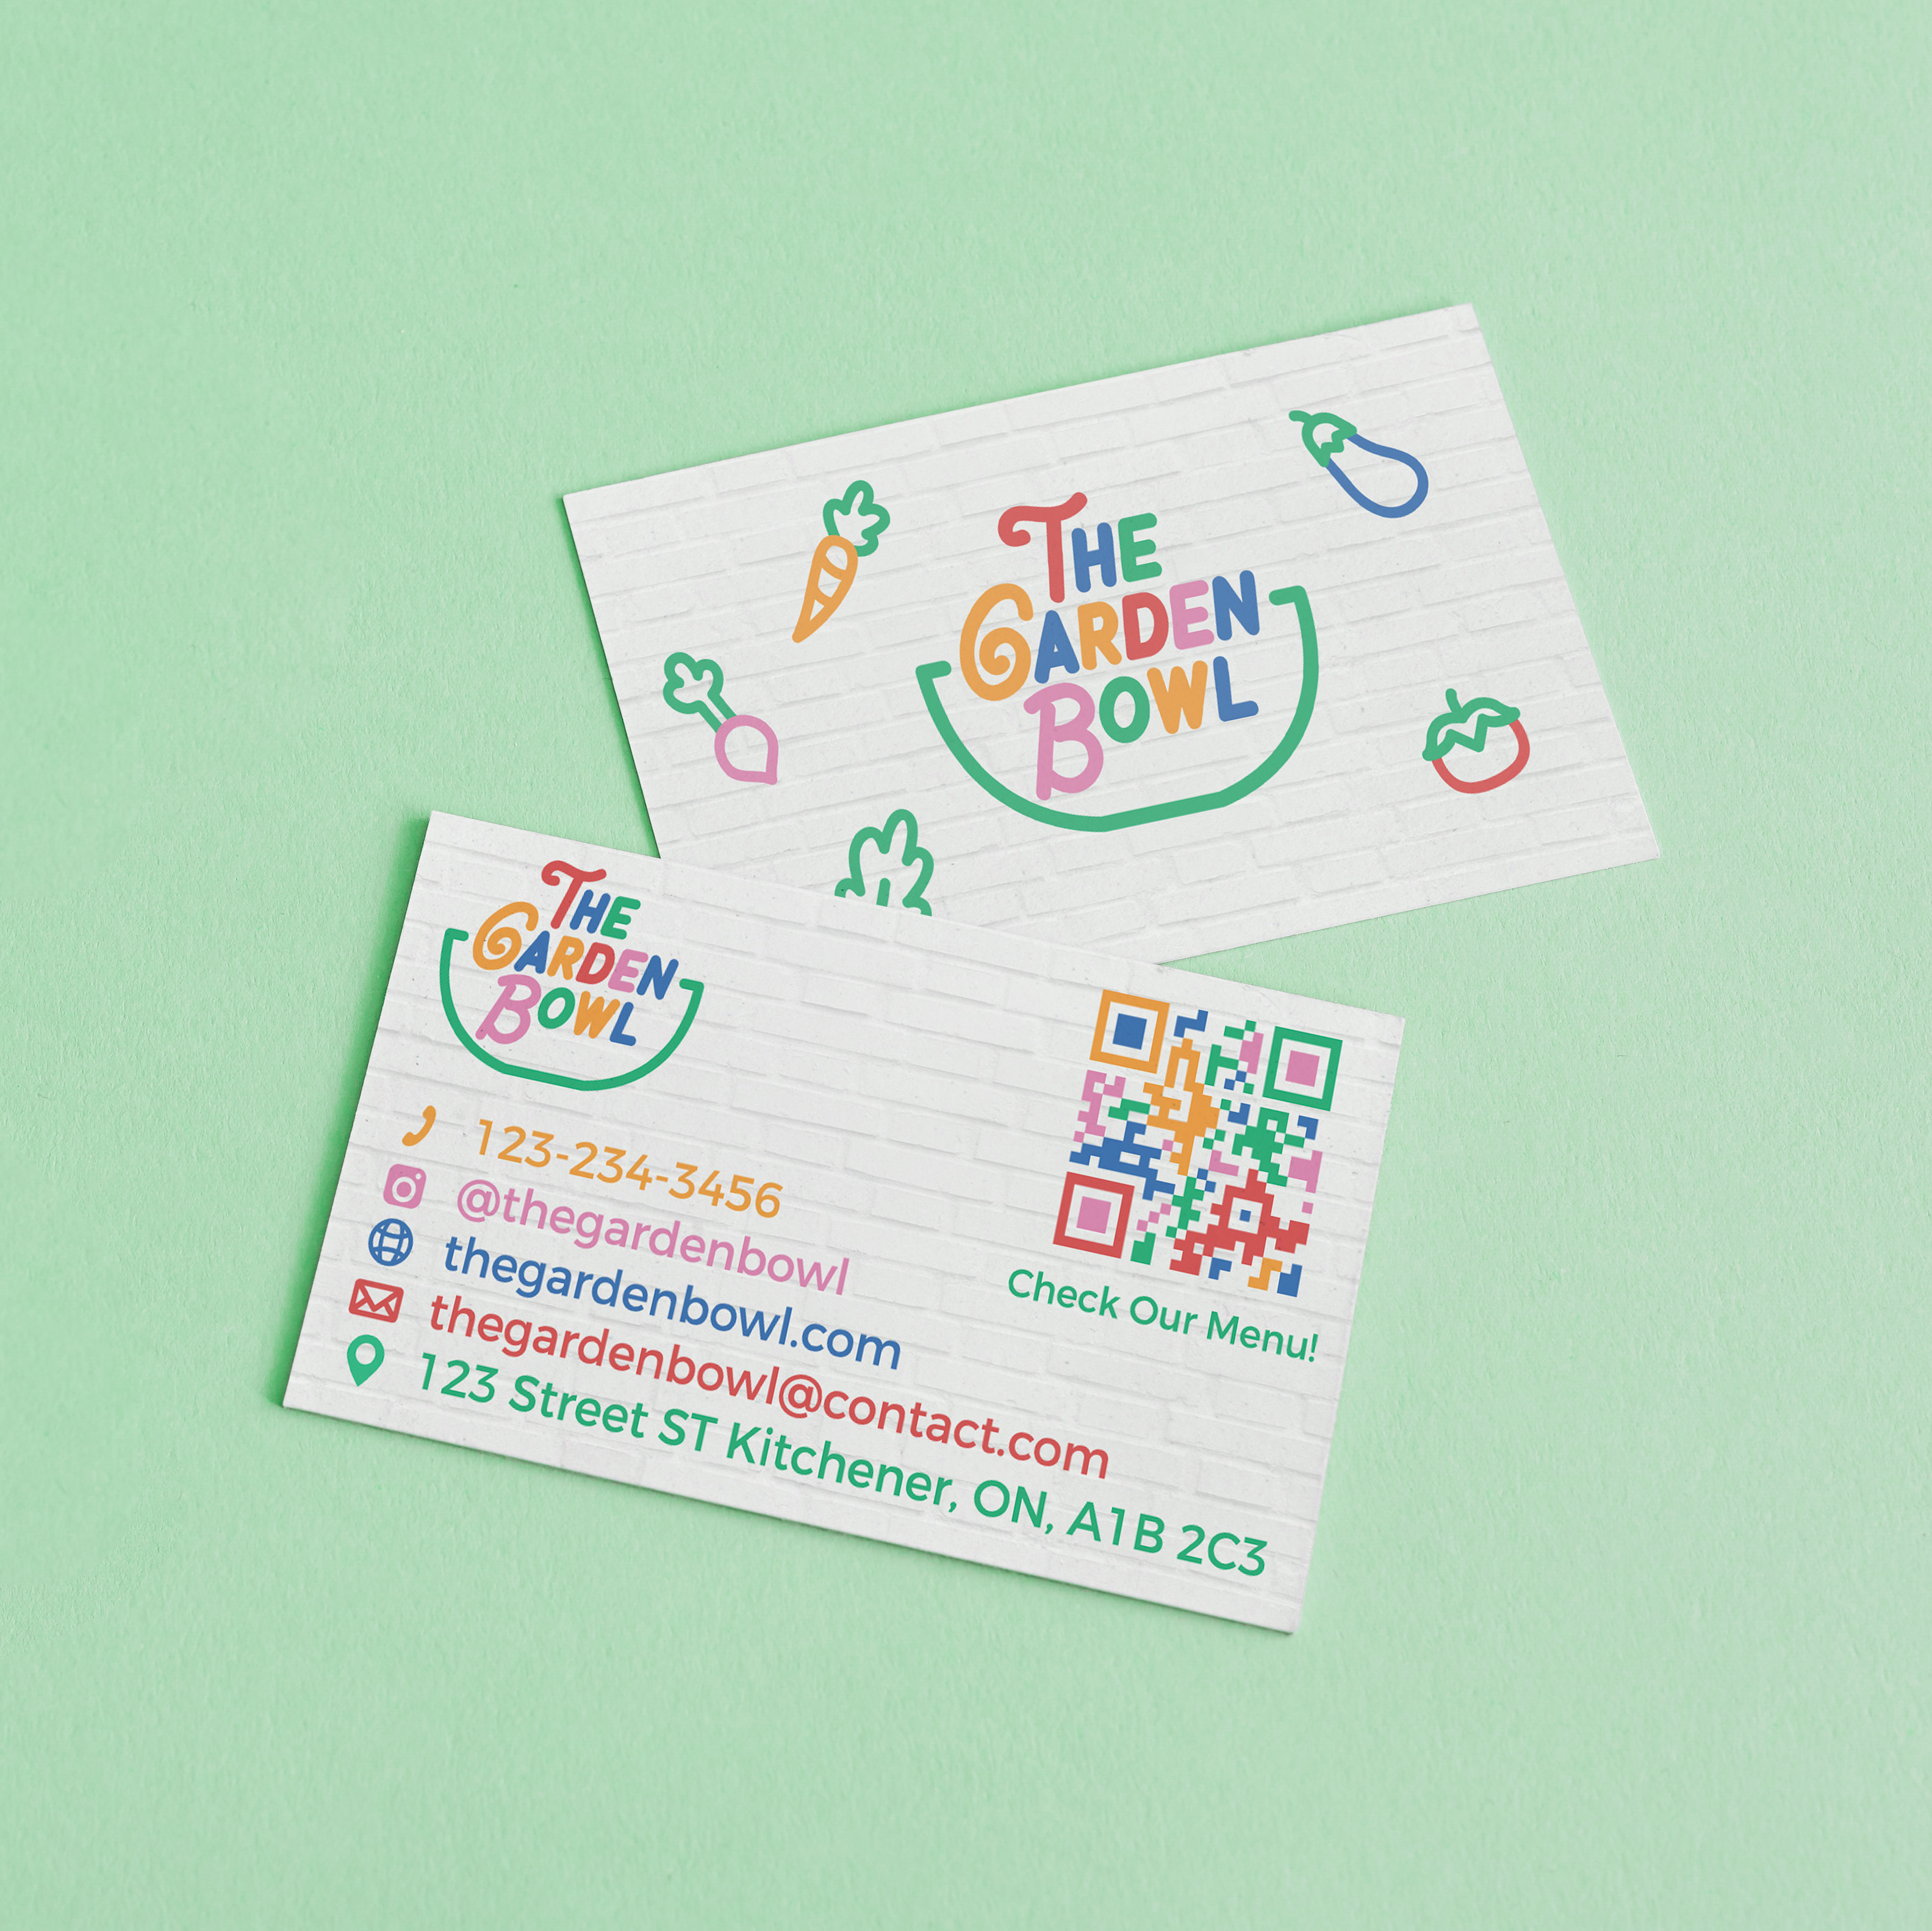 THE
GARDEN
BOWL
THE
GARDEN
BOWL
123-234-3456
@thegardenbowl
thegardenbowl.com
thegardenbowl@contact.com
123 Street ST Kitchener, ON, A1B 2C3
Check Our Menu!